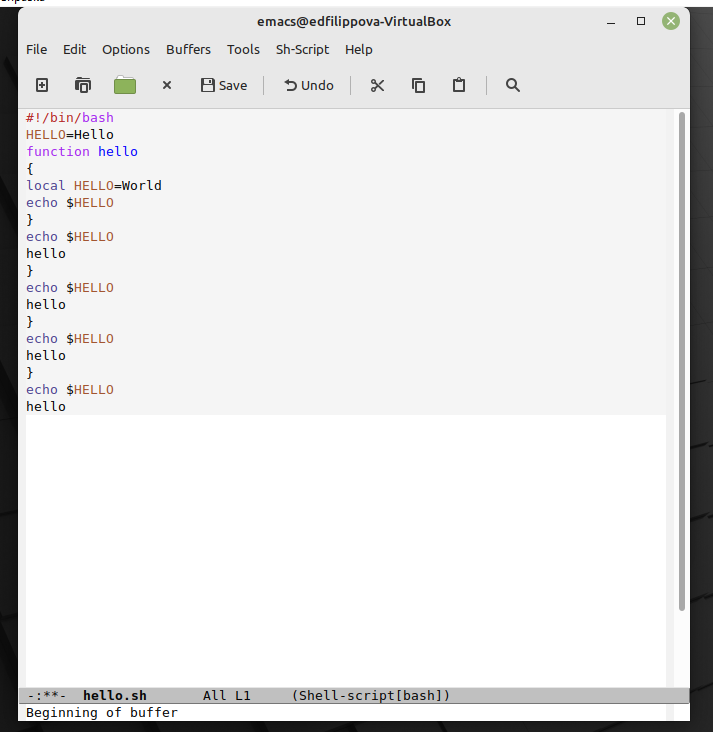 emacs@edfilippova-VirtualBox
File Edit Options Buffers Tools Sh-Script Help
Save Undo
#!/bin/bash
HELLO=Hello
function hello
{
local HELLO=World
echo $HELLO
}
echo $HELLO
hello
}
echo $HELLO
hello
}
echo $HELLO
hello
}
echo $HELLO
hello
-:**- hello.sh All L1 (Shell-script[bash])
Beginning of buffer